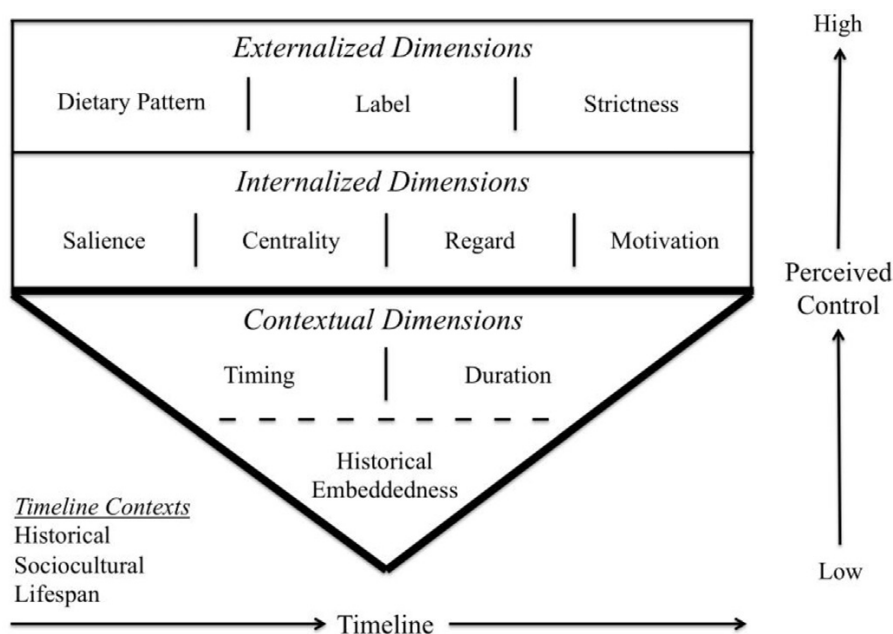 High
Externalized Dimensions
Dietary Pattern Label Strictness
Internalized Dimensions
Salience Centrality Regard Motivation
Perceived
Control
Contextual Dimensions
Timing Duration
Historical
Embeddedness
Timeline Contexts
Historical
Sociocultural
Lifespan
Low
Timeline